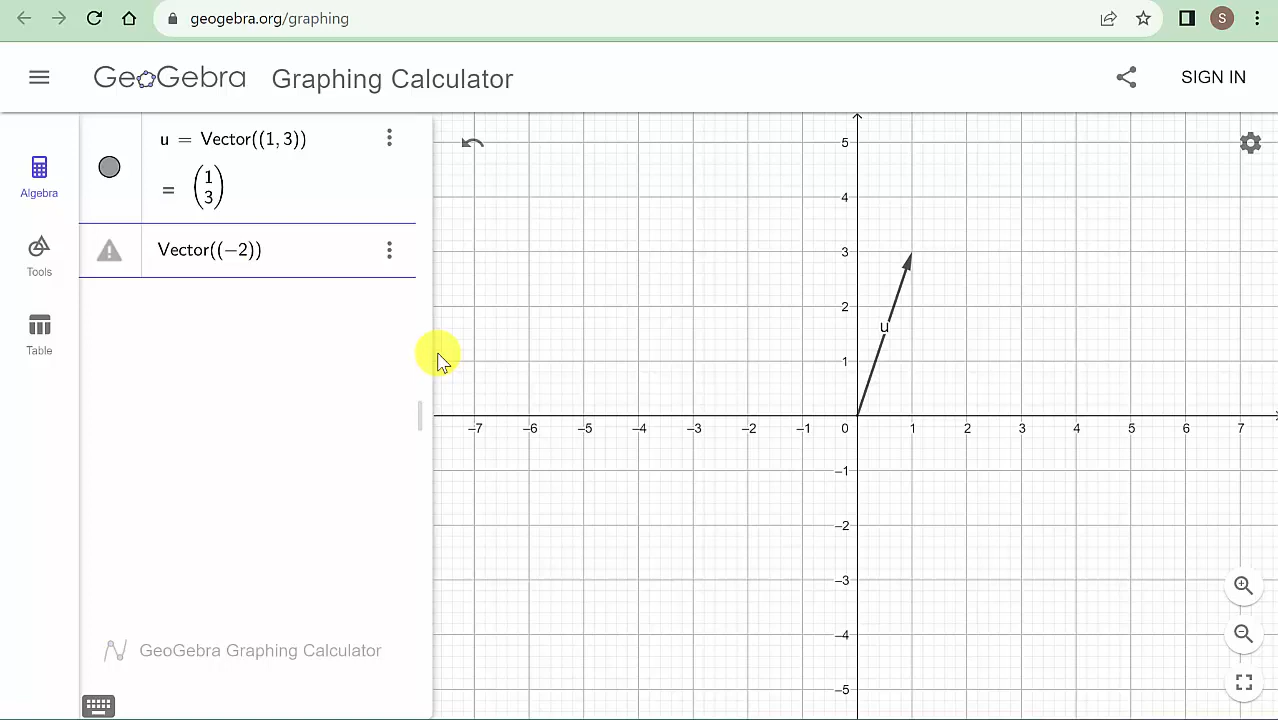 geogebra.org/graphing
S
GeoGebra Graphing Calculator
SIGN IN
Algebra
Tools
Table
u = Vector((1, 3))
= (1
3)
Vector((−2))
GeoGebra Graphing Calculator
5
4
3
2
1
u
−7 −6 −5 −4 −3 −2 −1 0 1 2 3 4 5 6 7
−1
−2
−3
−4
−5